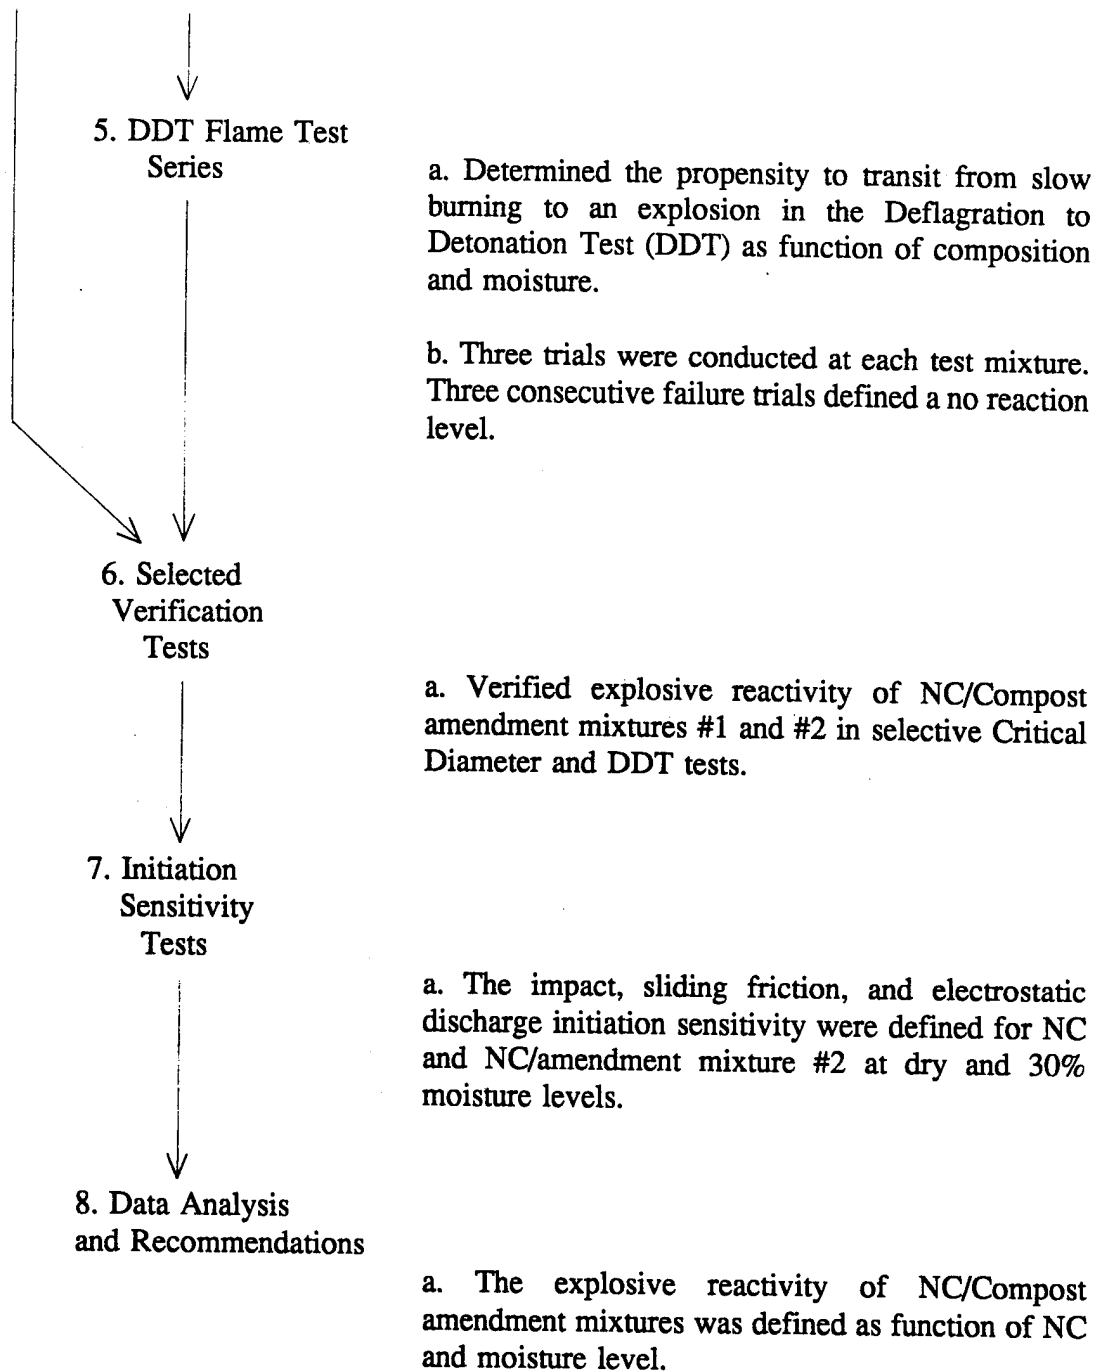 5. DDT Flame Test
Series
a. Determined the propensity to transit from slow
burning to an explosion in the Deflagration to
Detonation Test (DDT) as function of composition
and moisture.
b. Three trials were conducted at each test mixture.
Three consecutive failure trials defined a no reaction
level.
6. Selected
Verification
Tests
a. Verified explosive reactivity of NC/Compost
amendment mixtures #1 and #2 in selective Critical
Diameter and DDT tests.
7. Initiation
Sensitivity
Tests
a. The impact, sliding friction, and electrostatic
discharge initiation sensitivity were defined for NC
and NC/amendment mixture #2 at dry and 30%
moisture levels.
8. Data Analysis
and Recommendations
a. The explosive reactivity of NC/Compost
amendment mixtures was defined as function of NC
and moisture level.